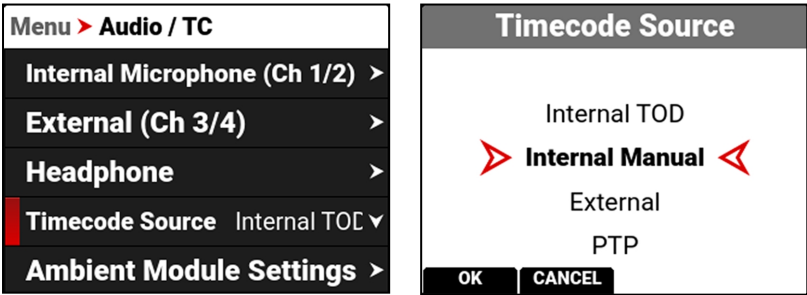 Menu > Audio / TC
Internal Microphone (Ch 1/2) >
External (Ch 3/4) >
Headphone >
Timecode Source Internal TOD
Ambient Module Settings >
Timecode Source
Internal TOD
Internal Manual
External
PTP
OK CANCEL